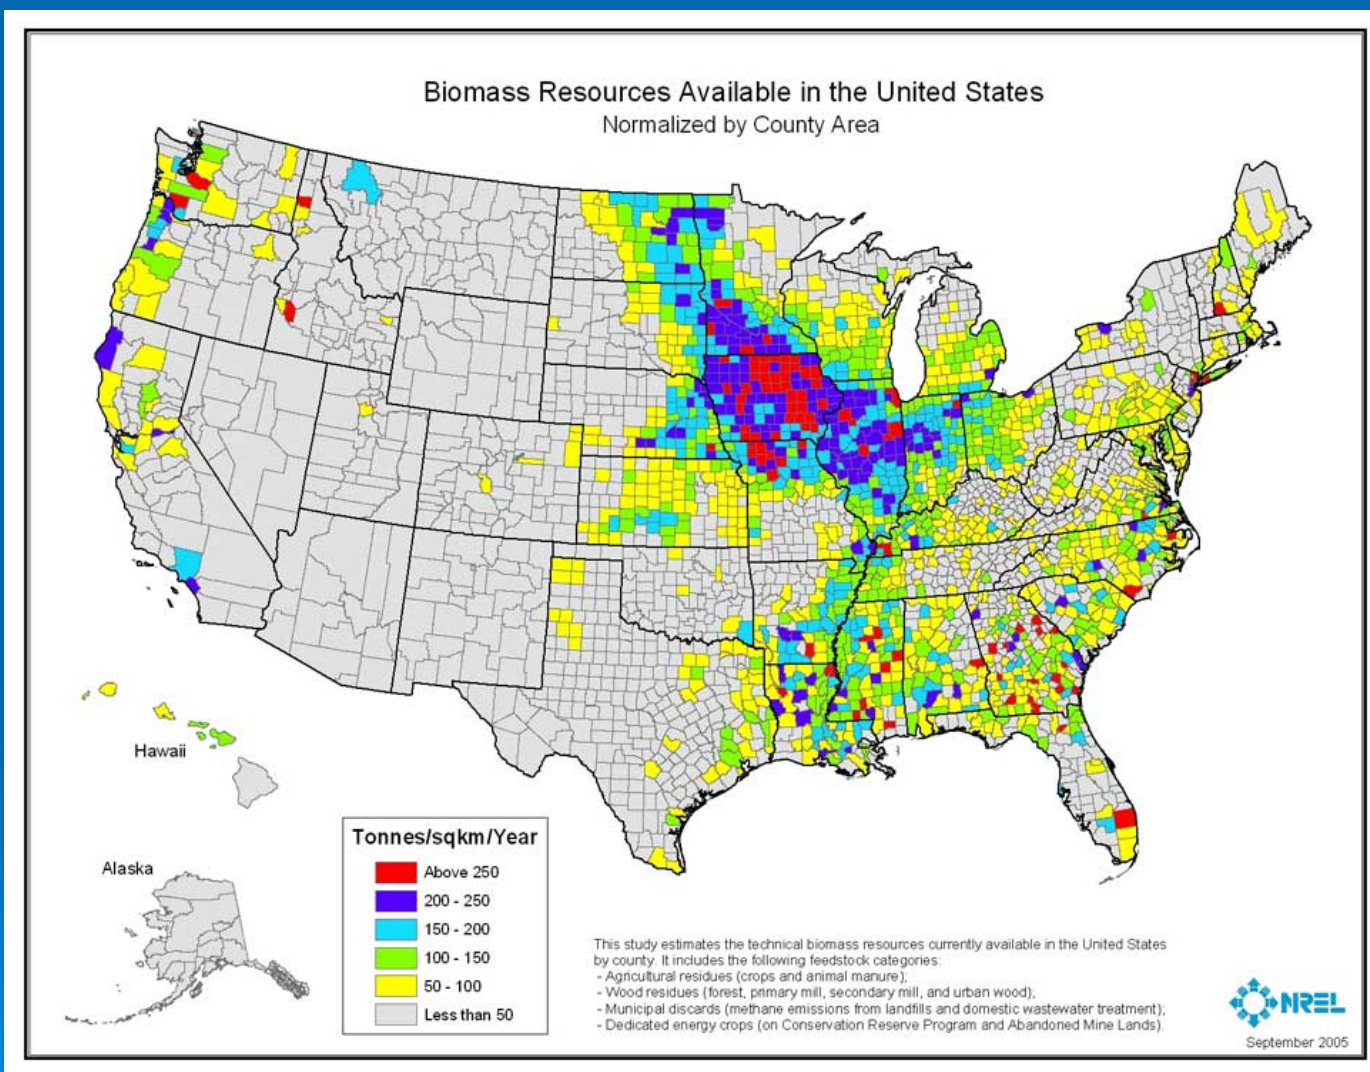 Biomass Resources Available in the United States
Normalized by County Area
Hawaii
Alaska
Tonnes/sqkm/Year
Above 250
200 - 250
150 - 200
100 - 150
50 - 100
Less than 50
This study estimates the technical biomass resources currently available in the United States
by county. It includes the following feedstock categories:
- Agricultural residues (crops and animal manure);
- Wood residues (forest, primary mill, secondary mill, and urban wood);
- Municipal discards (methane emissions from landfills and domestic wastewater treatment);
- Dedicated energy crops (on Conservation Reserve Program and Abandoned Mine Lands).
NREL
September 2005